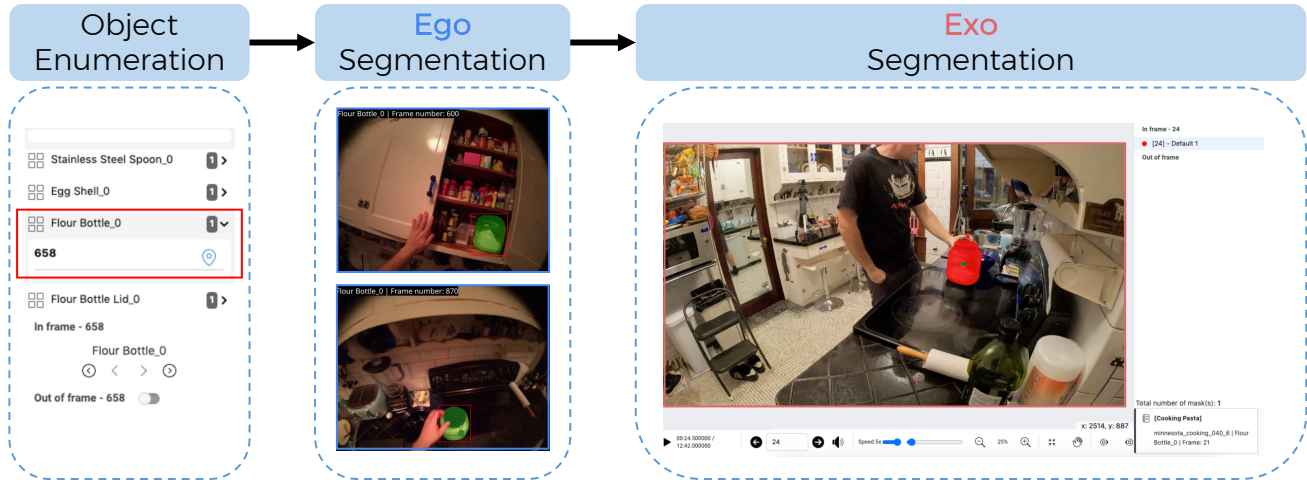 Object
Enumeration
Ego
Segmentation
Exo
Segmentation
Stainless Steel Spoon_0 1
Egg Shell_0 1
Flour Bottle_0 1
658
Flour Bottle Lid_0 1
In frame - 658
Flour Bottle_0
Out of frame - 658
Flour Bottle_0 | Frame number: 600
Flour Bottle_0 | Frame number: 870
In frame - 24
[24] - Default 1
Out of frame
Total number of mask(s): 1
[Cooking Pasta]
minnesota_cooking_040_6 | Flour
Bottle_0 | Frame: 21
x: 2514, y: 887
00:24.500000 /
12:42.000000
24
Speed 5x
25%